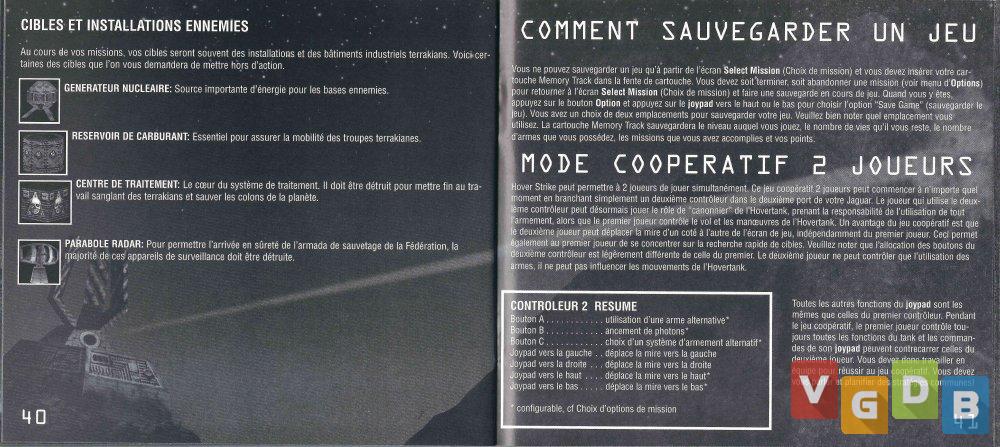 CIBLES ET INSTALLATIONS ENNEMIES
Au cours de vos missions, vos cibles seront souvent des installations et des bâtiments industriels terrakians. Voici cer-
taines des cibles que l'on vous demandera de mettre hors d'action.
GENERATEUR NUCLEAIRE: Source importante d'énergie pour les bases ennemies.
RESERVOIR DE CARBURANT: Essentiel pour assurer la mobilité des troupes terrakianes.
CENTRE DE TRAITEMENT: Le cœur du système de traitement. Il doit être détruit pour mettre fin au tra-
vail sanglant des terrakians et sauver les colons de la planète.
PARABOLE RADAR: Pour permettre l'arrivée en sûreté de l'armada de sauvetage de la Fédération, la
majorité de ces appareils de surveillance doit être détruite.
40
COMMENT SAUVEGARDER UN JEU
Vous ne pouvez sauvegarder un jeu qu'à partir de l'écran Select Mission (Choix de mission) et vous devez insérer votre car-
touche Memory Track dans la fente de cartouche. Vous devez soit terminer, soit abandonner une mission (voir menu d'Options)
pour retourner à l'écran Select Mission (Choix de mission) et faire une sauvegarde en cours de jeu. Quand vous y êtes,
appuyez sur le bouton Option et appuyez sur le joypad vers le haut ou le bas pour choisir l'option "Save Game" (sauvegarder le
jeu). Vous avez un choix de deux emplacements pour sauvegarder votre jeu. Veuillez bien noter quel emplacement vous
utilisez. La cartouche Memory Track sauvegardera le niveau auquel vous jouez, le nombre de vies qu'il vous reste, le nombre
d'armes que vous possédez, les missions que vous avez accomplies et vos points.
MODE COOPERATIF 2 JOUEURS
Hover Strike peut permettre à 2 joueurs de jouer simultanément. Ce jeu coopératif 2 joueurs peut commencer à n'importe quel
moment en branchant simplement un deuxième contrôleur dans le deuxième port de votre Jaguar. Le joueur qui utilise le deux-
ième contrôleur peut désormais jouer le rôle de "canonnier" de l'Hovertank, prenant la responsabilité de l'utilisation de tout
l'armement, alors que le premier joueur contrôle le vol et les manœuvres de l'Hovertank. Un avantage du jeu coopératif est que
le deuxième joueur peut déplacer la mire d'un coté à l'autre de l'écran de jeu, indépendamment du premier joueur. Ceci permet
également au premier joueur de se concentrer sur la recherche rapide de cibles. Veuillez noter que l'allocation des boutons du
deuxième contrôleur est légèrement différente de celle du premier. Le deuxième joueur ne peut contrôler que l'utilisation des
armes, il ne peut pas influencer les mouvements de l'Hovertank.
CONTROLEUR 2 RESUME
Bouton A . . . . . . . . . . . utilisation d'une arme alternative*
Bouton B . . . . . . . . . . . ancement de photons*
Bouton C . . . . . . . . . . . choix d'un système d'armement alternatif*
Joypad vers la gauche . . déplace la mire vers la gauche
Joypad vers la droite . . . déplace la mire vers la droite
Joypad vers le haut . . . . déplace la mire vers le haut*
Joypad vers le bas . . . . . déplace la mire vers le bas*
* configurable, cf Choix d'options de mission
Toutes les autres fonctions du joypad sont les
mêmes que celles du premier contrôleur. Pendant
le jeu coopératif, le premier joueur contrôle tou-
jours toutes les fonctions du tank et les comman-
des de son joypad peuvent contrecarrer celles du
deuxième joueur. Vous devez donc travailler en
équipe pour réussir au jeu coopératif. Vous devez
et planifier des stratégies communes!
41
VGDB